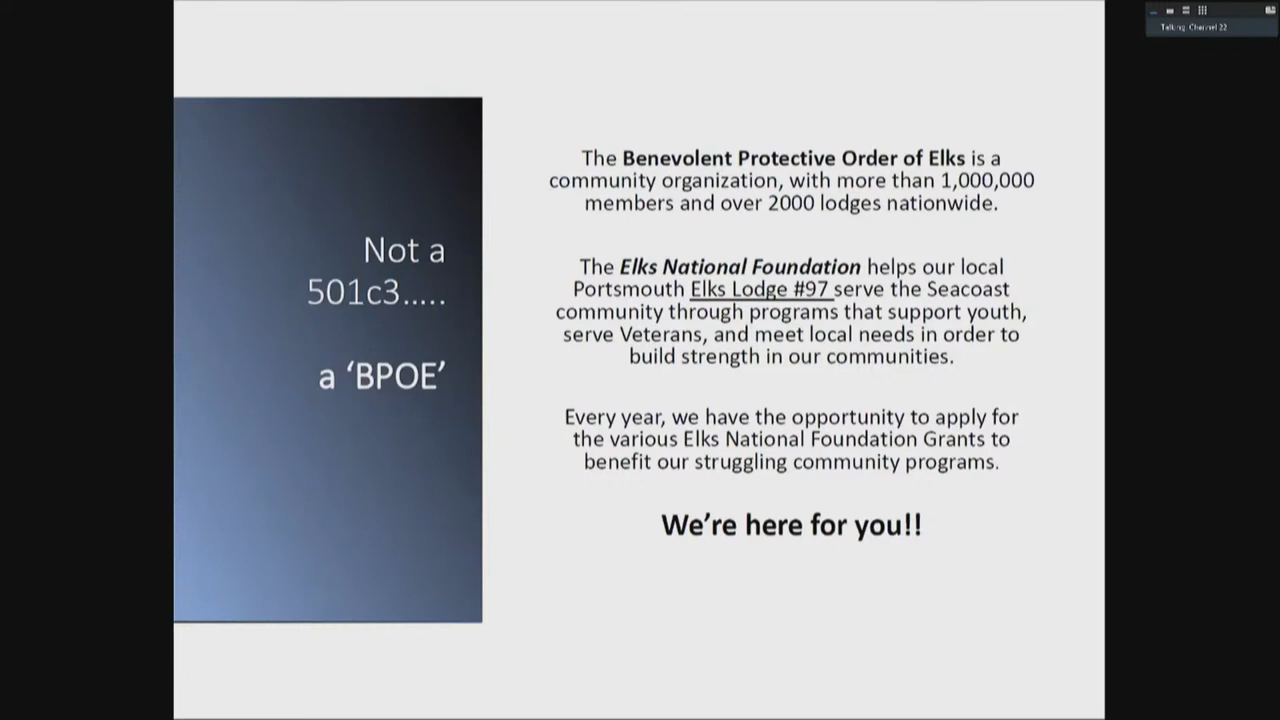 Talking: Channel 22
Not a
501c3.....
a ‘BPOE’
The Benevolent Protective Order of Elks is a
community organization, with more than 1,000,000
members and over 2000 lodges nationwide.
The Elks National Foundation helps our local
Portsmouth Elks Lodge #97 serve the Seacoast
community through programs that support youth,
serve Veterans, and meet local needs in order to
build strength in our communities.
Every year, we have the opportunity to apply for
the various Elks National Foundation Grants to
benefit our struggling community programs.
We’re here for you!!